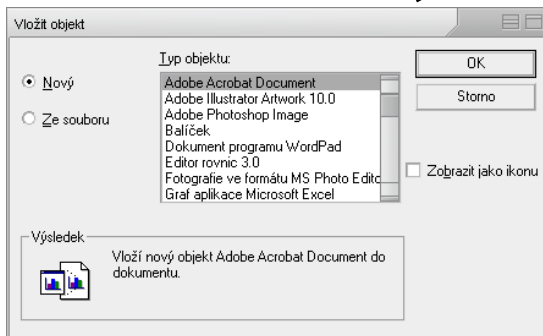 Vložit objekt
Typ objektu:
Nový
Ze souboru
Adobe Acrobat Document
Adobe Illustrator Artwork 10.0
Adobe Photoshop Image
Balíček
Dokument programu WordPad
Editor rovnic 3.0
Fotografie ve formátu MS Photo Edito
Graf aplikace Microsoft Excel
OK
Storno
Zobrazit jako ikonu
Výsledek
Vloží nový objekt Adobe Acrobat Document do
dokumentu.